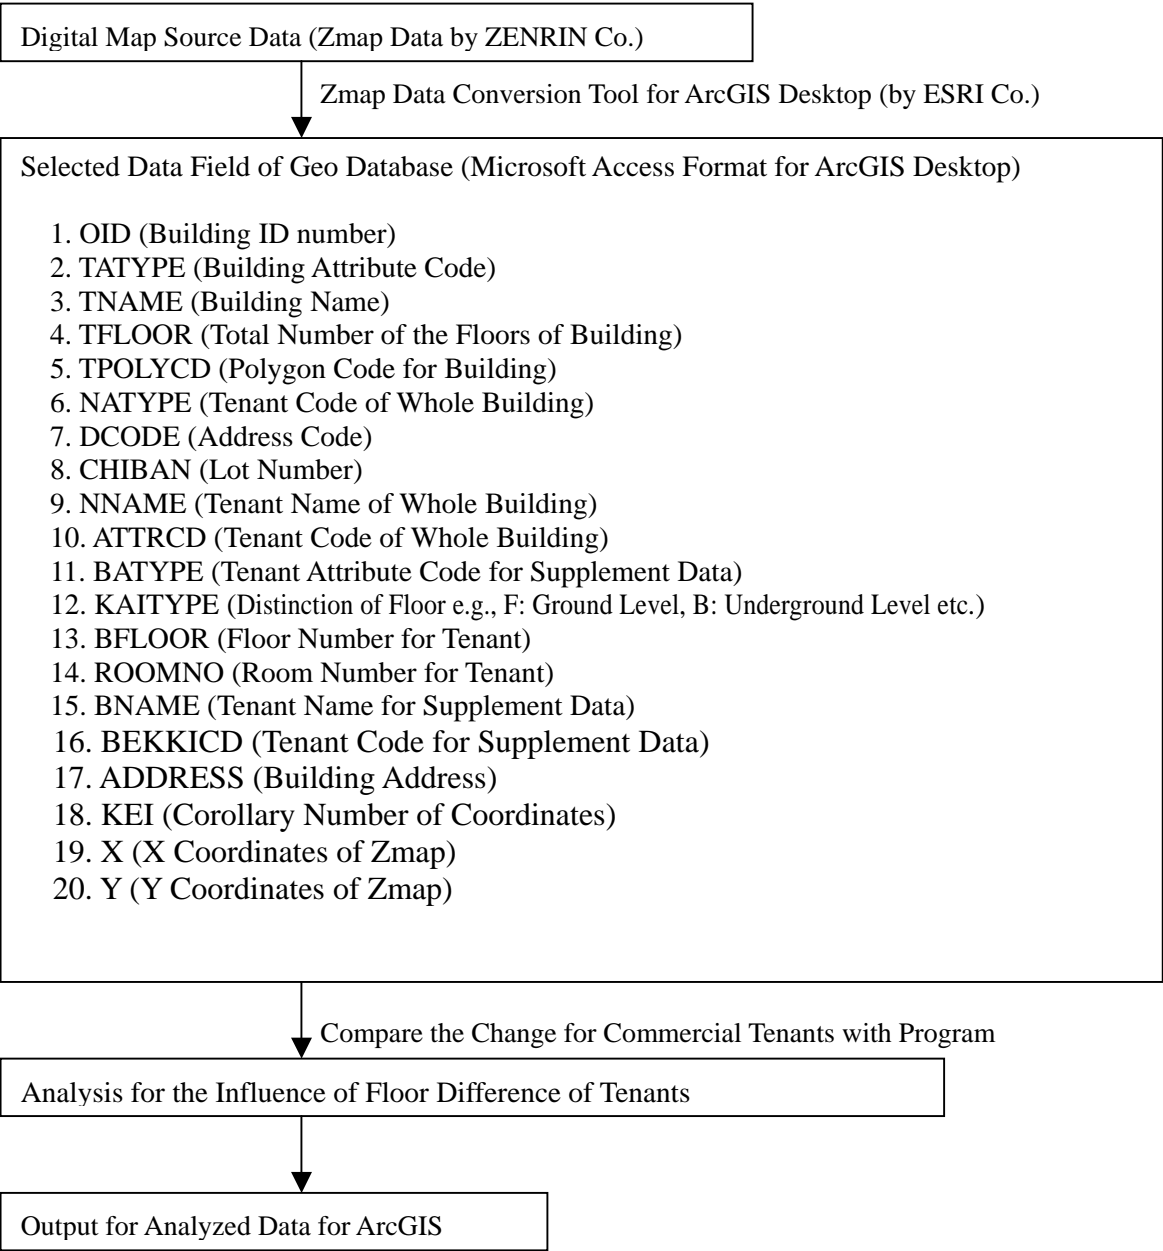 Digital Map Source Data (Zmap Data by ZENRIN Co.)
Zmap Data Conversion Tool for ArcGIS Desktop (by ESRI Co.)
Selected Data Field of Geo Database (Microsoft Access Format for ArcGIS Desktop)
1. OID (Building ID number)
2. TATYPE (Building Attribute Code)
3. TNAME (Building Name)
4. TFLOOR (Total Number of the Floors of Building)
5. TPOLYCD (Polygon Code for Building)
6. NATYPE (Tenant Code of Whole Building)
7. DCODE (Address Code)
8. CHIBAN (Lot Number)
9. NNAME (Tenant Name of Whole Building)
10. ATTRCD (Tenant Code of Whole Building)
11. BATYPE (Tenant Attribute Code for Supplement Data)
12. KAITYPE (Distinction of Floor e.g., F: Ground Level, B: Underground Level etc.)
13. BFLOOR (Floor Number for Tenant)
14. ROOMNO (Room Number for Tenant)
15. BNAME (Tenant Name for Supplement Data)
16. BEKKICD (Tenant Code for Supplement Data)
17. ADDRESS (Building Address)
18. KEI (Corollary Number of Coordinates)
19. X (X Coordinates of Zmap)
20. Y (Y Coordinates of Zmap)
Compare the Change for Commercial Tenants with Program
Analysis for the Influence of Floor Difference of Tenants
Output for Analyzed Data for ArcGIS